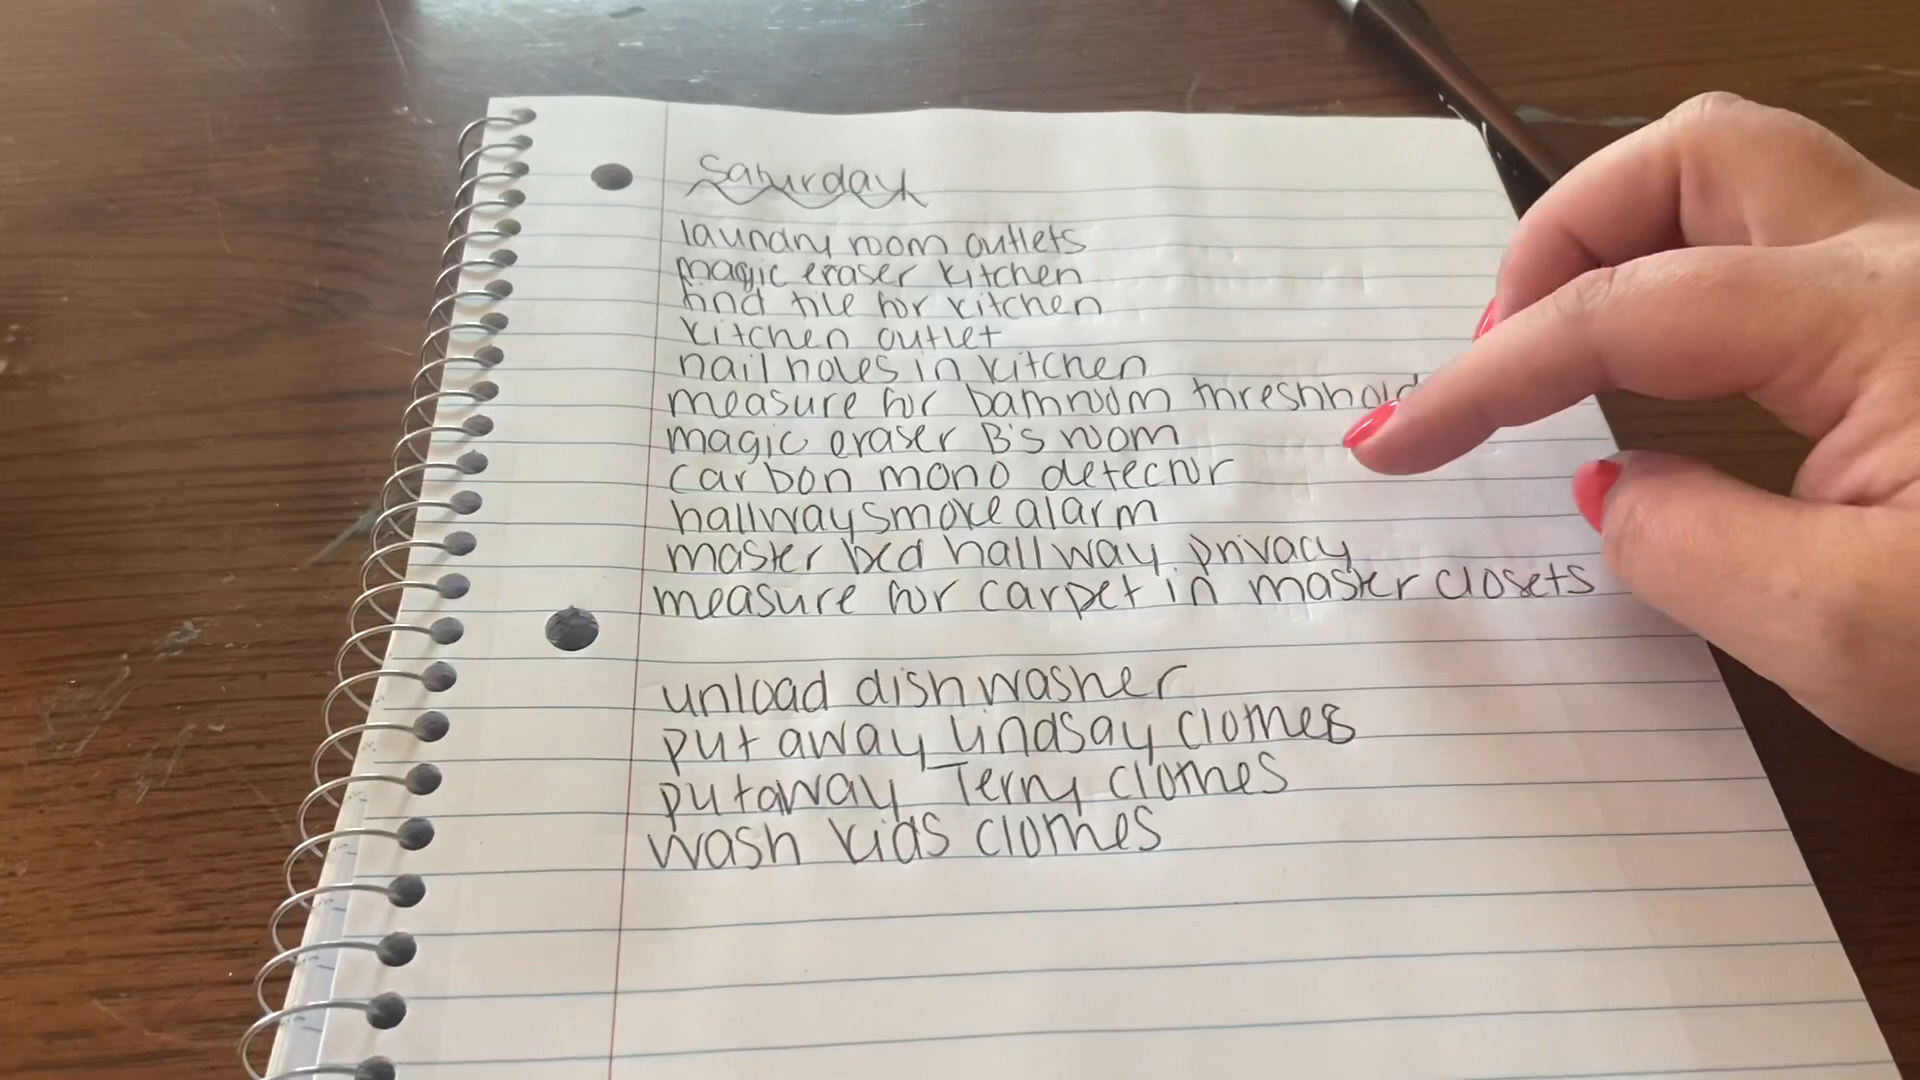 Saturday
laundry room outlets
magic eraser kitchen
find tile for kitchen
kitchen outlet
nail holes in kitchen
measure for bathroom threshhold
magic eraser B's room
carbon mono detector
hallway smoke alarm
master bed hallway privacy
measure for carpet in master closets
unload dishwasher
put away Lindsay clothes
put away Terry clothes
wash kids clothes